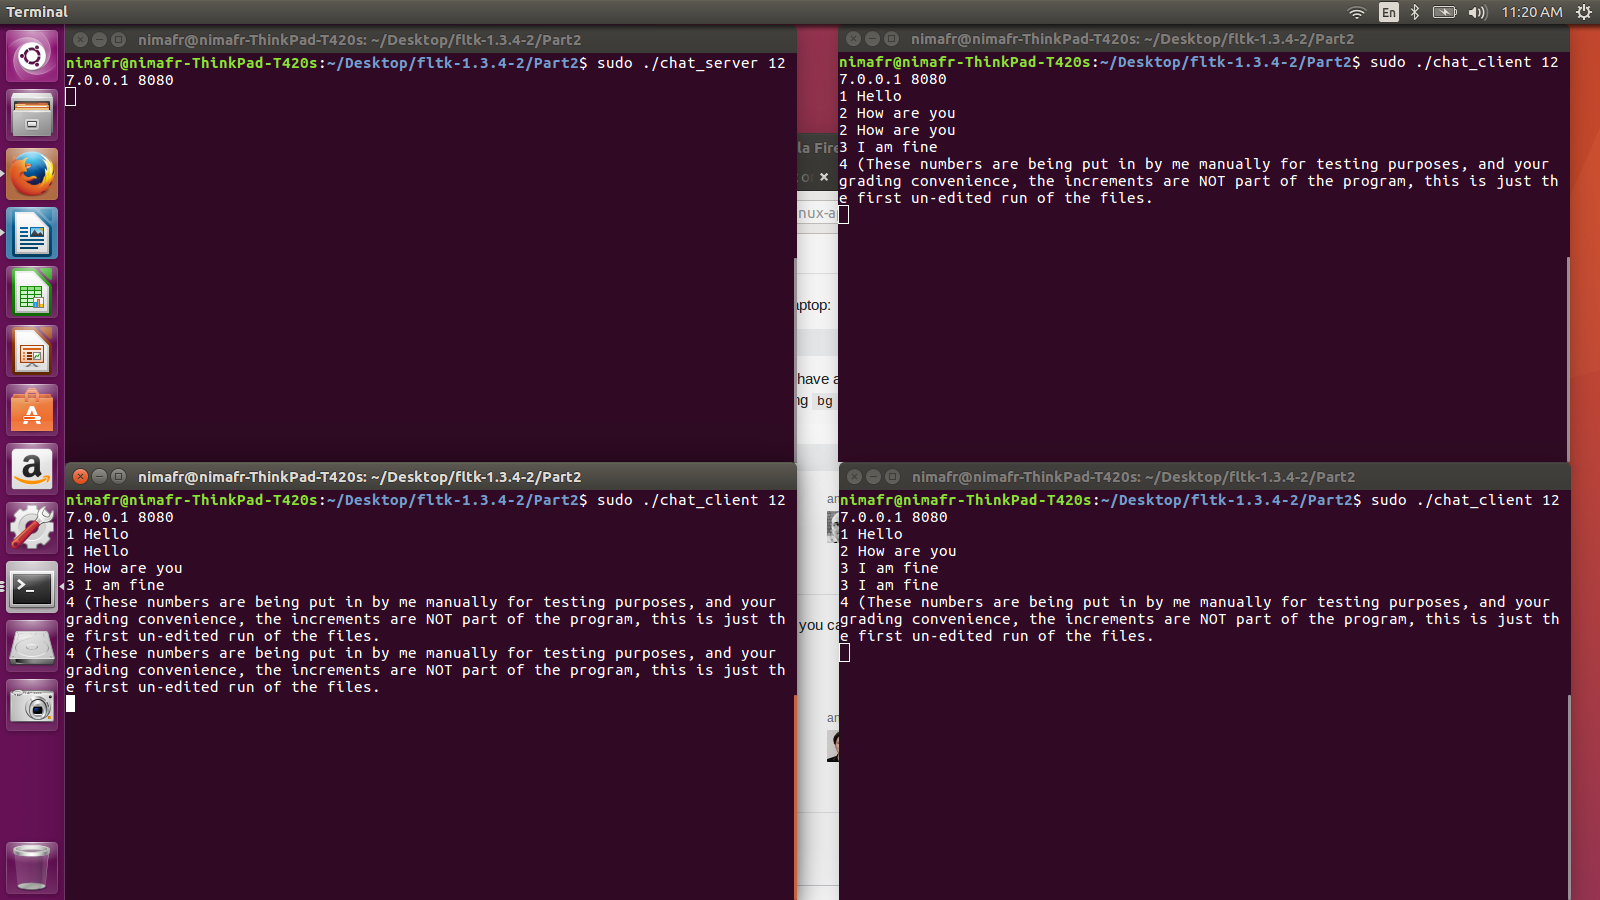 Terminal
En
11:20 AM
nimafr@nimafr-ThinkPad-T420s: ~/Desktop/fltk-1.3.4-2/Part2
nimafr@nimafr-ThinkPad-T420s:~/Desktop/fltk-1.3.4-2/Part2$ sudo ./chat_server 12
7.0.0.1 8080
nimafr@nimafr-ThinkPad-T420s: ~/Desktop/fltk-1.3.4-2/Part2
nimafr@nimafr-ThinkPad-T420s:~/Desktop/fltk-1.3.4-2/Part2$ sudo ./chat_client 12
7.0.0.1 8080
1 Hello
2 How are you
2 How are you
3 I am fine
4 (These numbers are being put in by me manually for testing purposes, and your
grading convenience, the increments are NOT part of the program, this is just th
e first un-edited run of the files.
have a
bg
nimafr@nimafr-ThinkPad-T420s: ~/Desktop/fltk-1.3.4-2/Part2
nimafr@nimafr-ThinkPad-T420s:~/Desktop/fltk-1.3.4-2/Part2$ sudo ./chat_client 12
7.0.0.1 8080
1 Hello
1 Hello
2 How are you
3 I am fine
4 (These numbers are being put in by me manually for testing purposes, and your
grading convenience, the increments are NOT part of the program, this is just th
e first un-edited run of the files.
4 (These numbers are being put in by me manually for testing purposes, and your
grading convenience, the increments are NOT part of the program, this is just th
e first un-edited run of the files.
you ca
nimafr@nimafr-ThinkPad-T420s: ~/Desktop/fltk-1.3.4-2/Part2
nimafr@nimafr-ThinkPad-T420s:~/Desktop/fltk-1.3.4-2/Part2$ sudo ./chat_client 12
7.0.0.1 8080
1 Hello
2 How are you
3 I am fine
3 I am fine
4 (These numbers are being put in by me manually for testing purposes, and your
grading convenience, the increments are NOT part of the program, this is just th
e first un-edited run of the files.